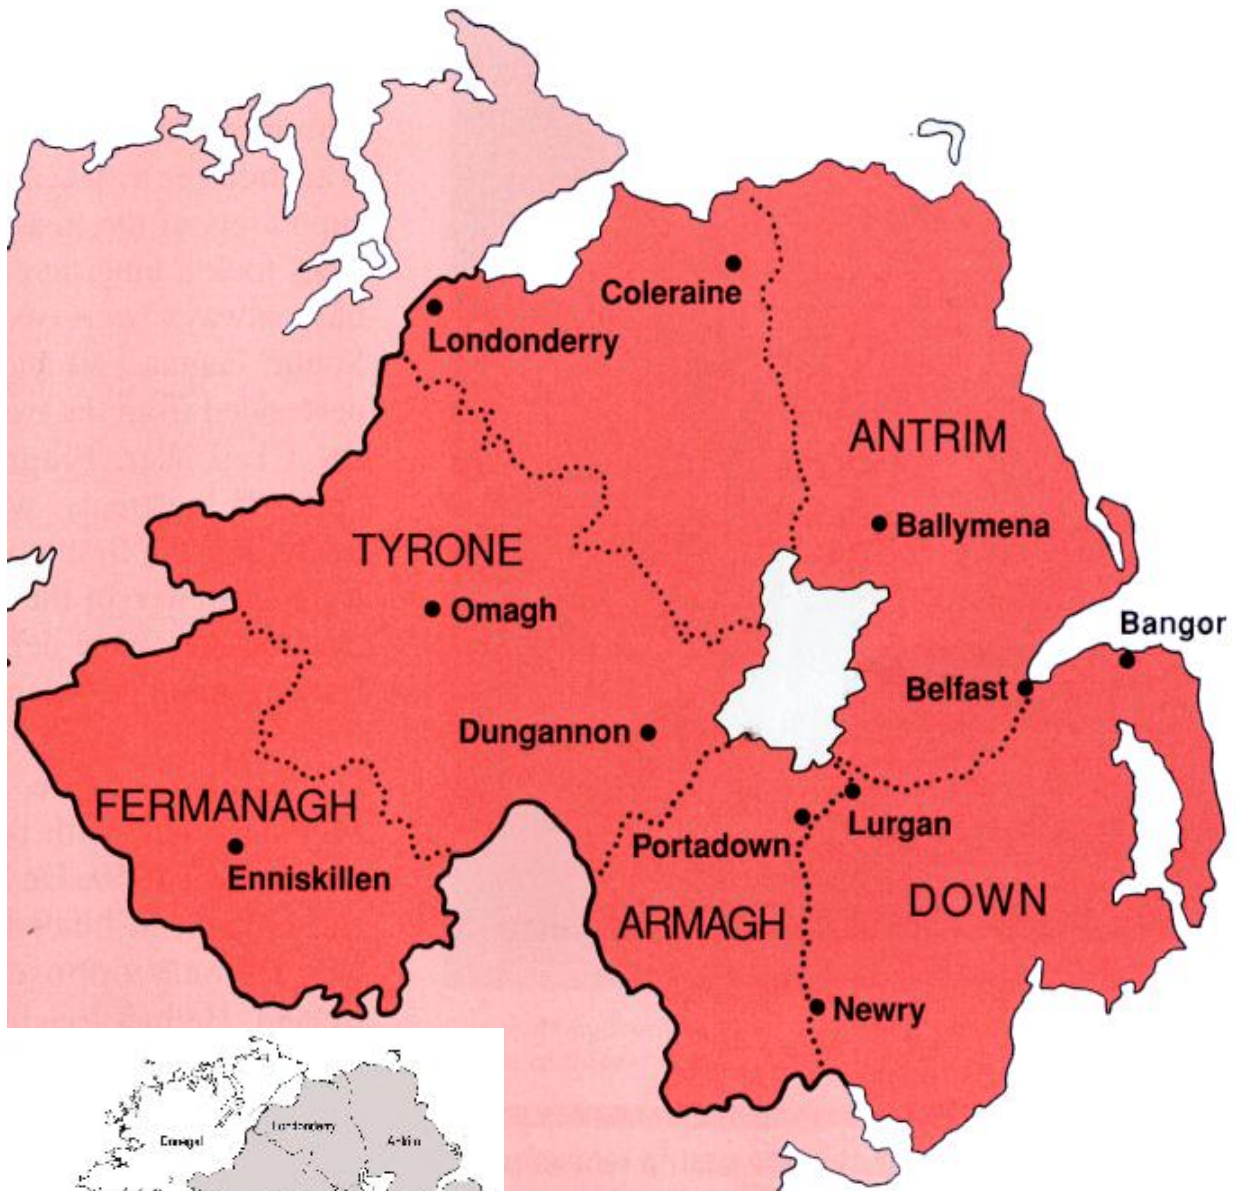 Coleraine
Londonderry
ANTRIM
Ballymena
TYRONE
Omagh
Bangor
Belfast
Dungannon
FERMANAGH
Lurgan
Portadown
Enniskillen
DOWN
ARMAGH
Newry
Londonderry
Donegal
Antrim